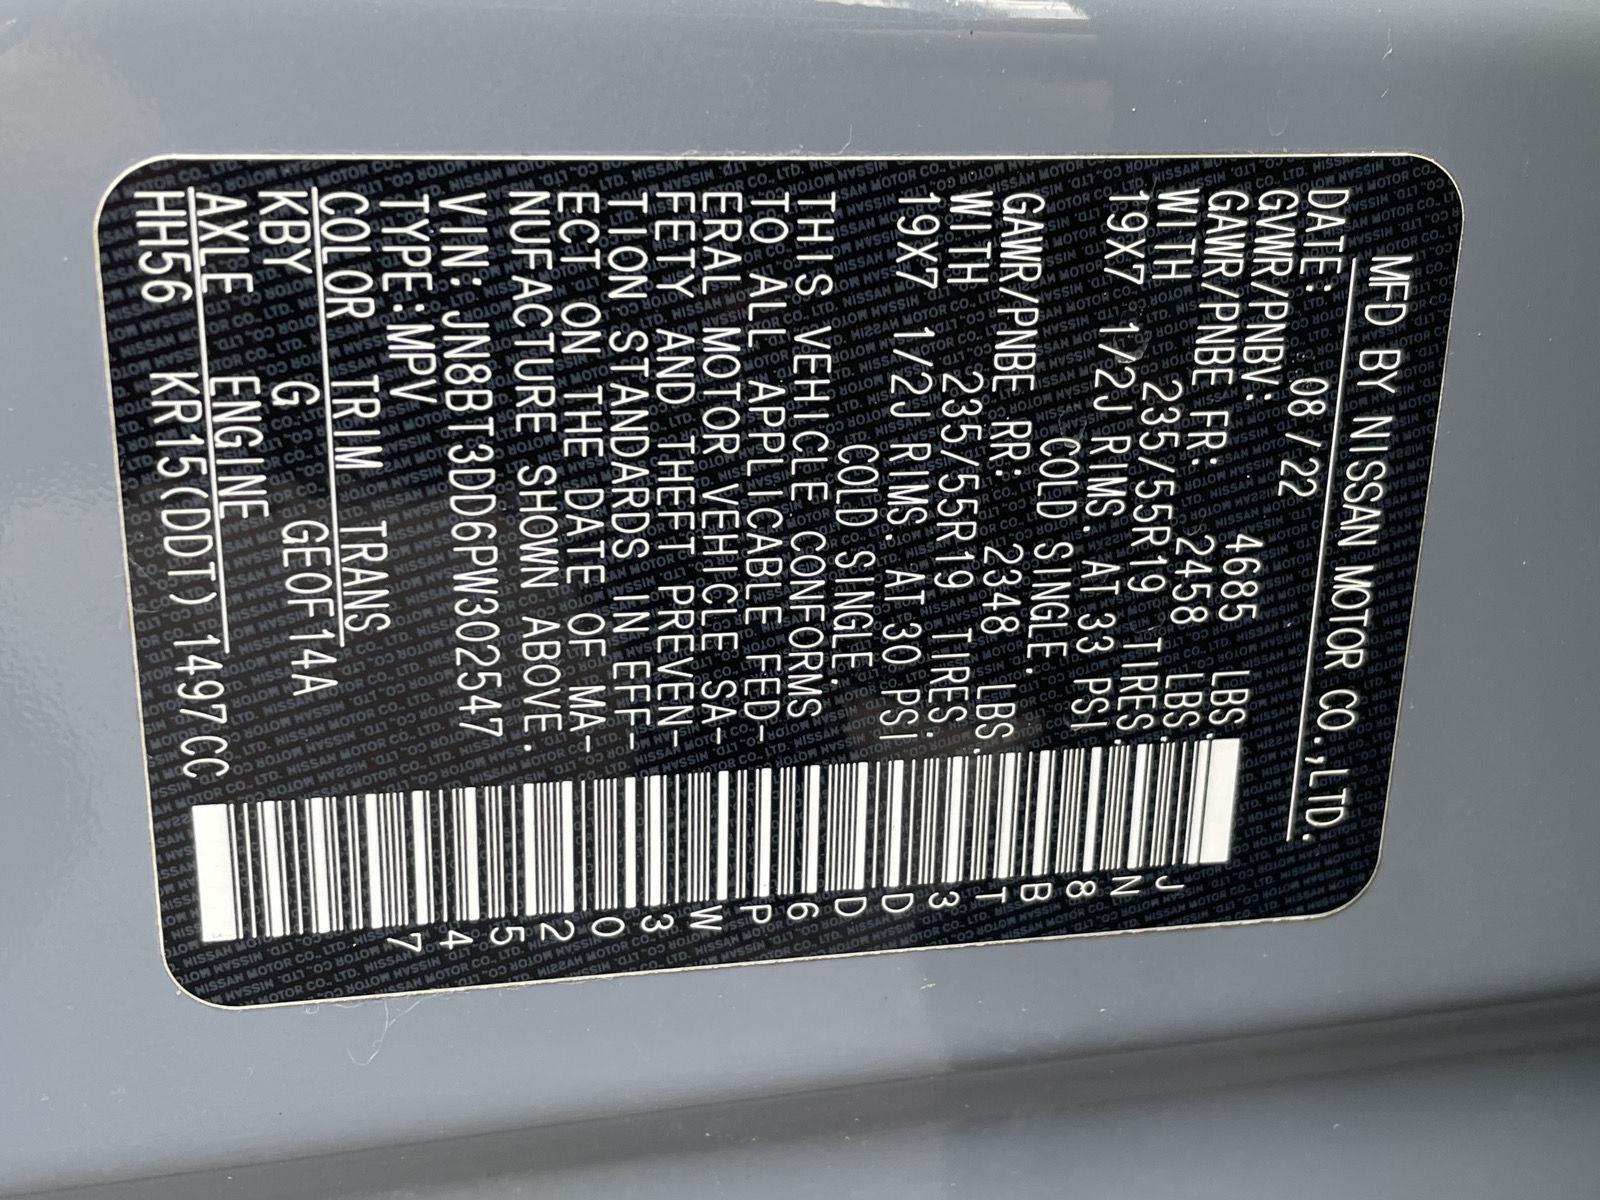 MFD BY NISSAN MOTOR CO.,LTD.
DATE: 08/22
GVWR/PNBV: 4685 LBS.
GAWR/PNBE FR: 2458 LBS.
WITH 235/55R19 TIRES.
19X7 1/2J RIMS. AT 33 PSI
COLD SINGLE.
GAWR/PNBE RR: 2348 LBS.
WITH 235/55R19 TIRES.
19X7 1/2J RIMS. AT 30 PSI
COLD SINGLE.
THIS VEHICLE CONFORMS
TO ALL APPLICABLE FED-
ERAL MOTOR VEHICLE SA-
FETY AND THEFT PREVEN-
TION STANDARDS IN EFF-
ECT ON THE DATE OF MA-
NUFACTURE SHOWN ABOVE.
VIN: JN8BT3DD6PW302547
TYPE:MPV
COLOR TRIM TRANS
KBY G GEOF14A
AXLE ENGINE
HH56 KR15(DDT) 1497CC
JN8BT3DD6PW302547